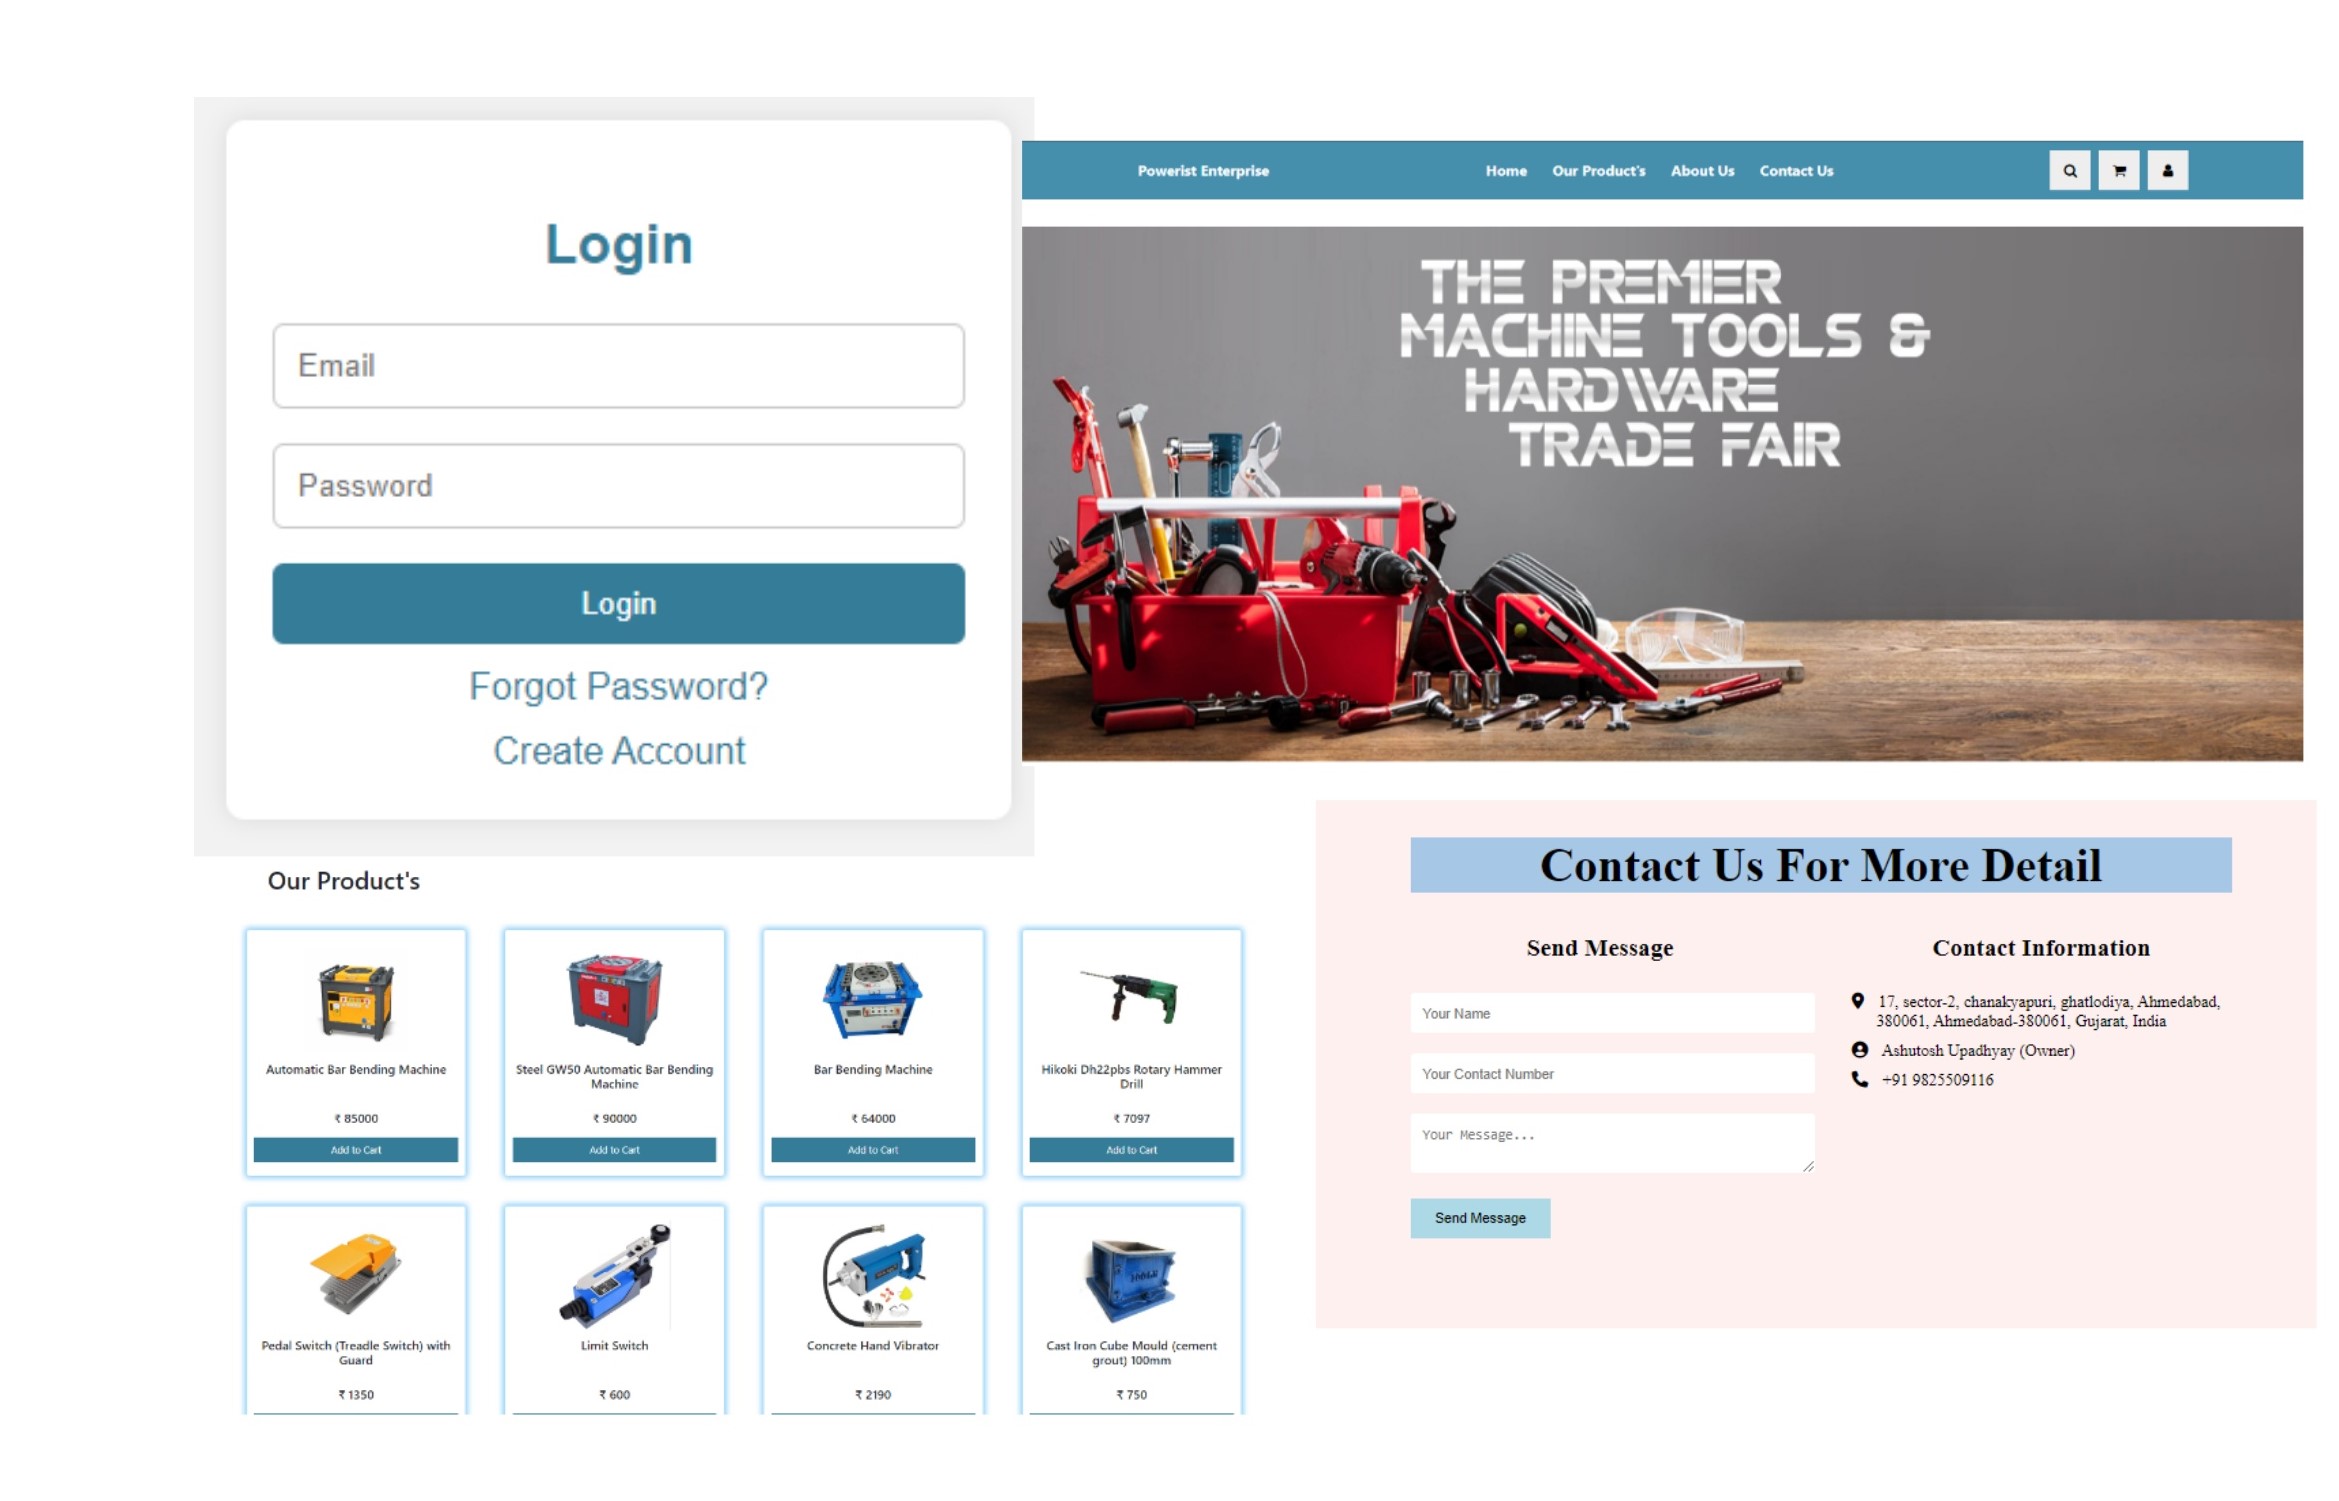 Login
Email
Password
Login
Forgot Password?
Create Account
Powerist Enterprise
Home Our Product's About Us Contact Us
THE PREMIER
MACHINE TOOLS &
HARDWARE
TRADE FAIR
Our Product's
Automatic Bar Bending Machine
₹ 85000
Add to Cart
Steel GW50 Automatic Bar Bending
Machine
₹ 90000
Add to Cart
Bar Bending Machine
₹ 64000
Add to Cart
Hikoki Dh22pbs Rotary Hammer
Drill
₹ 7097
Add to Cart
Pedal Switch (Treadle Switch) with
Guard
₹ 1350
Limit Switch
₹ 600
Concrete Hand Vibrator
₹ 2190
Cast Iron Cube Mould (cement
grout) 100mm
₹ 750
Contact Us For More Detail
Send Message
Your Name
Your Contact Number
Your Message...
Send Message
Contact Information
17, sector-2, chanakyapuri, ghatlodiya, Ahmedabad,
380061, Ahmedabad-380061, Gujarat, India
Ashutosh Upadhyay (Owner)
+91 9825509116